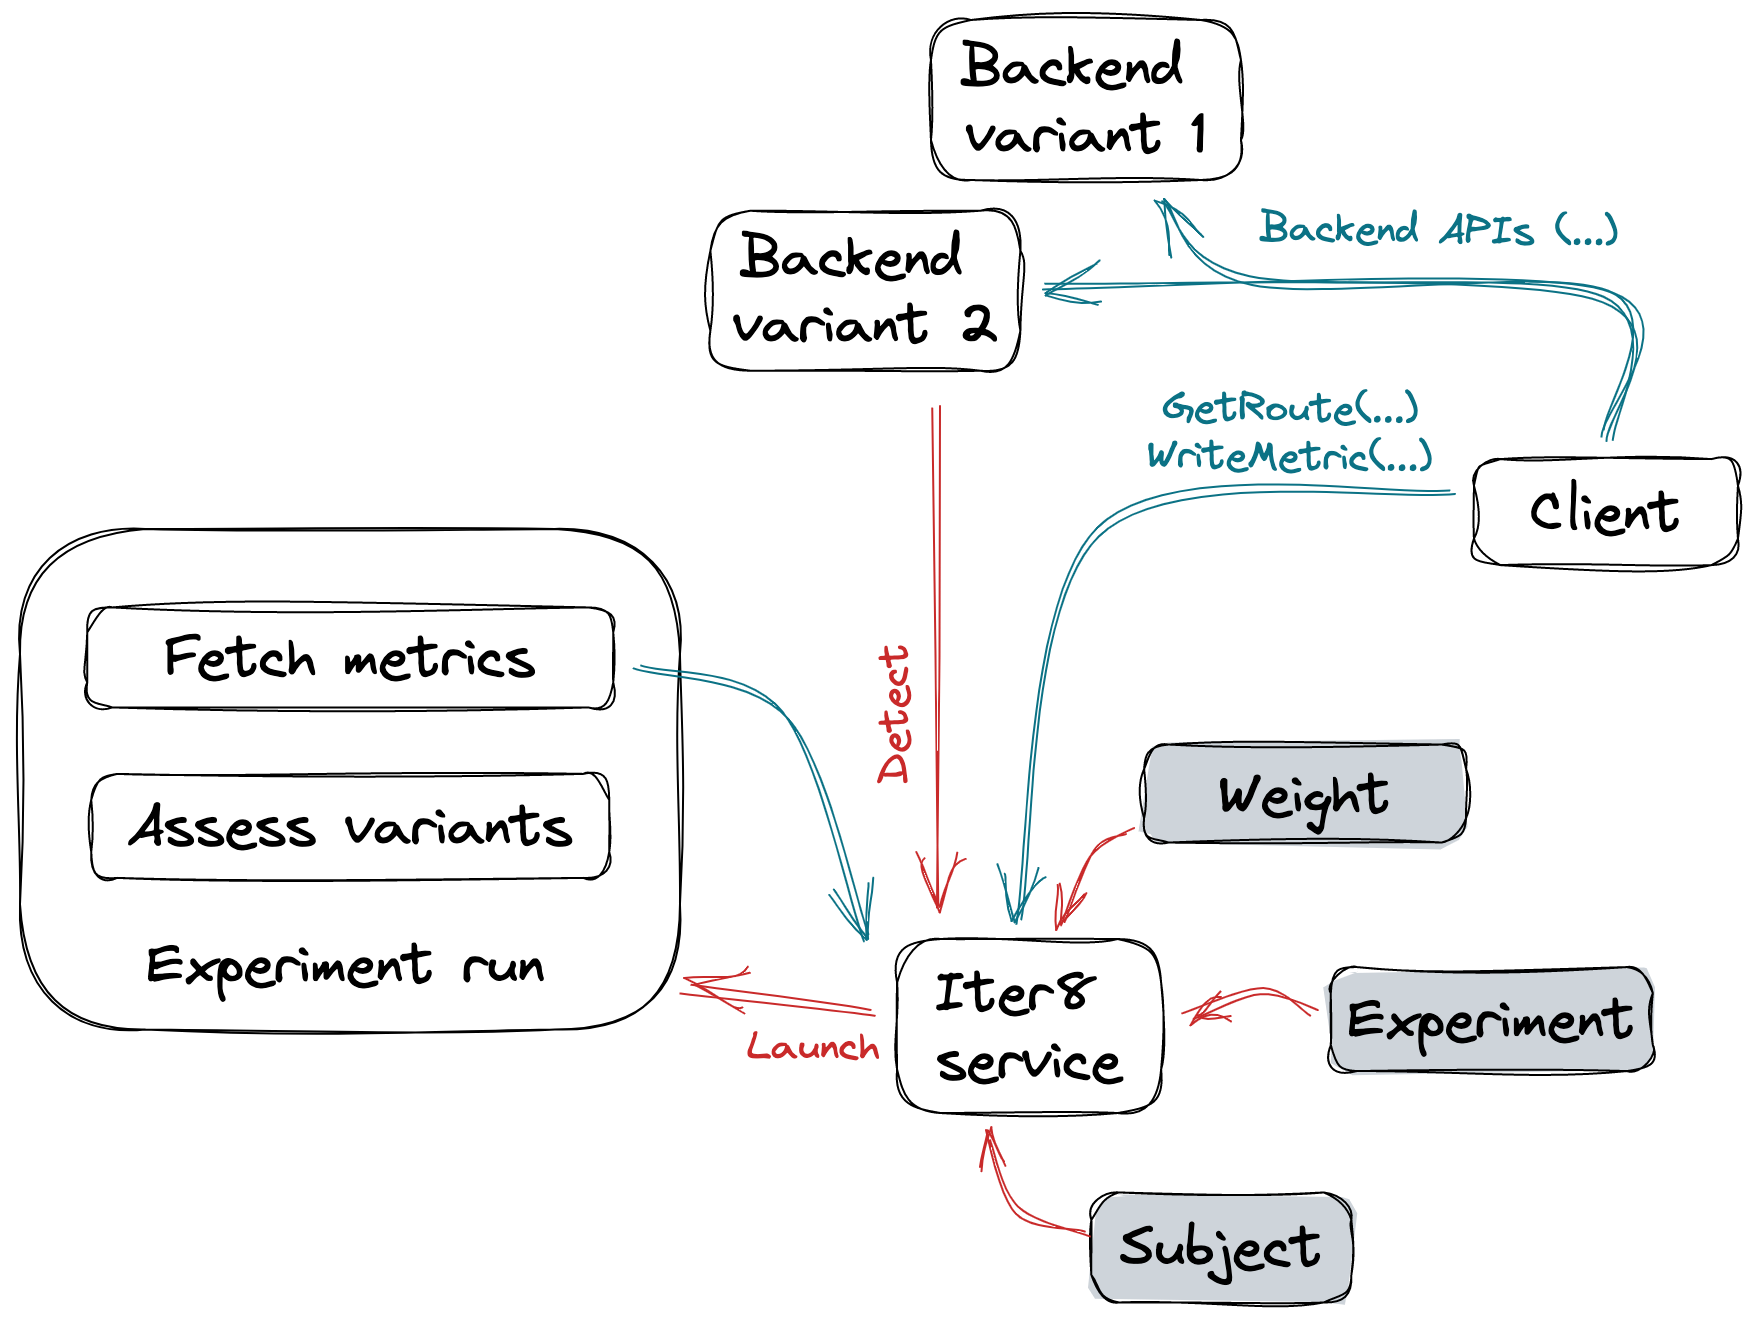 Backend
variant 1
Backend
variant 2
Backend APIs (...)
GetRoute(...)
WriteMetric(...)
Client
Fetch metrics
Assess variants
Experiment run
Detect
Weight
Launch
Iter8
service
Experiment
Subject